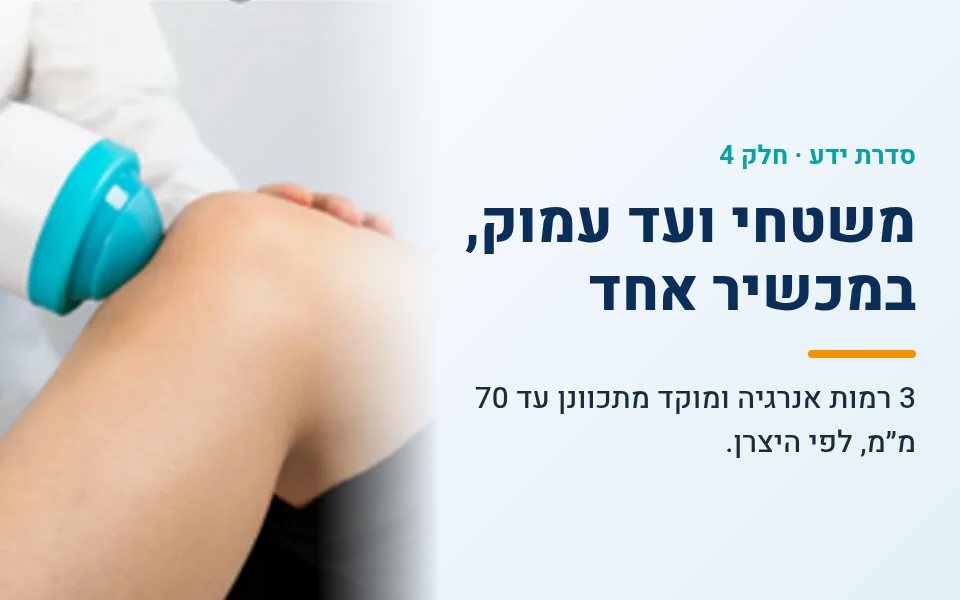 סדרת ידע · חלק 4
משטחי ועד עמוק,
במכשיר אחד
3 רמות אנרגיה ומוקד מתכוונן עד 70
מ״מ, לפי היצרן.